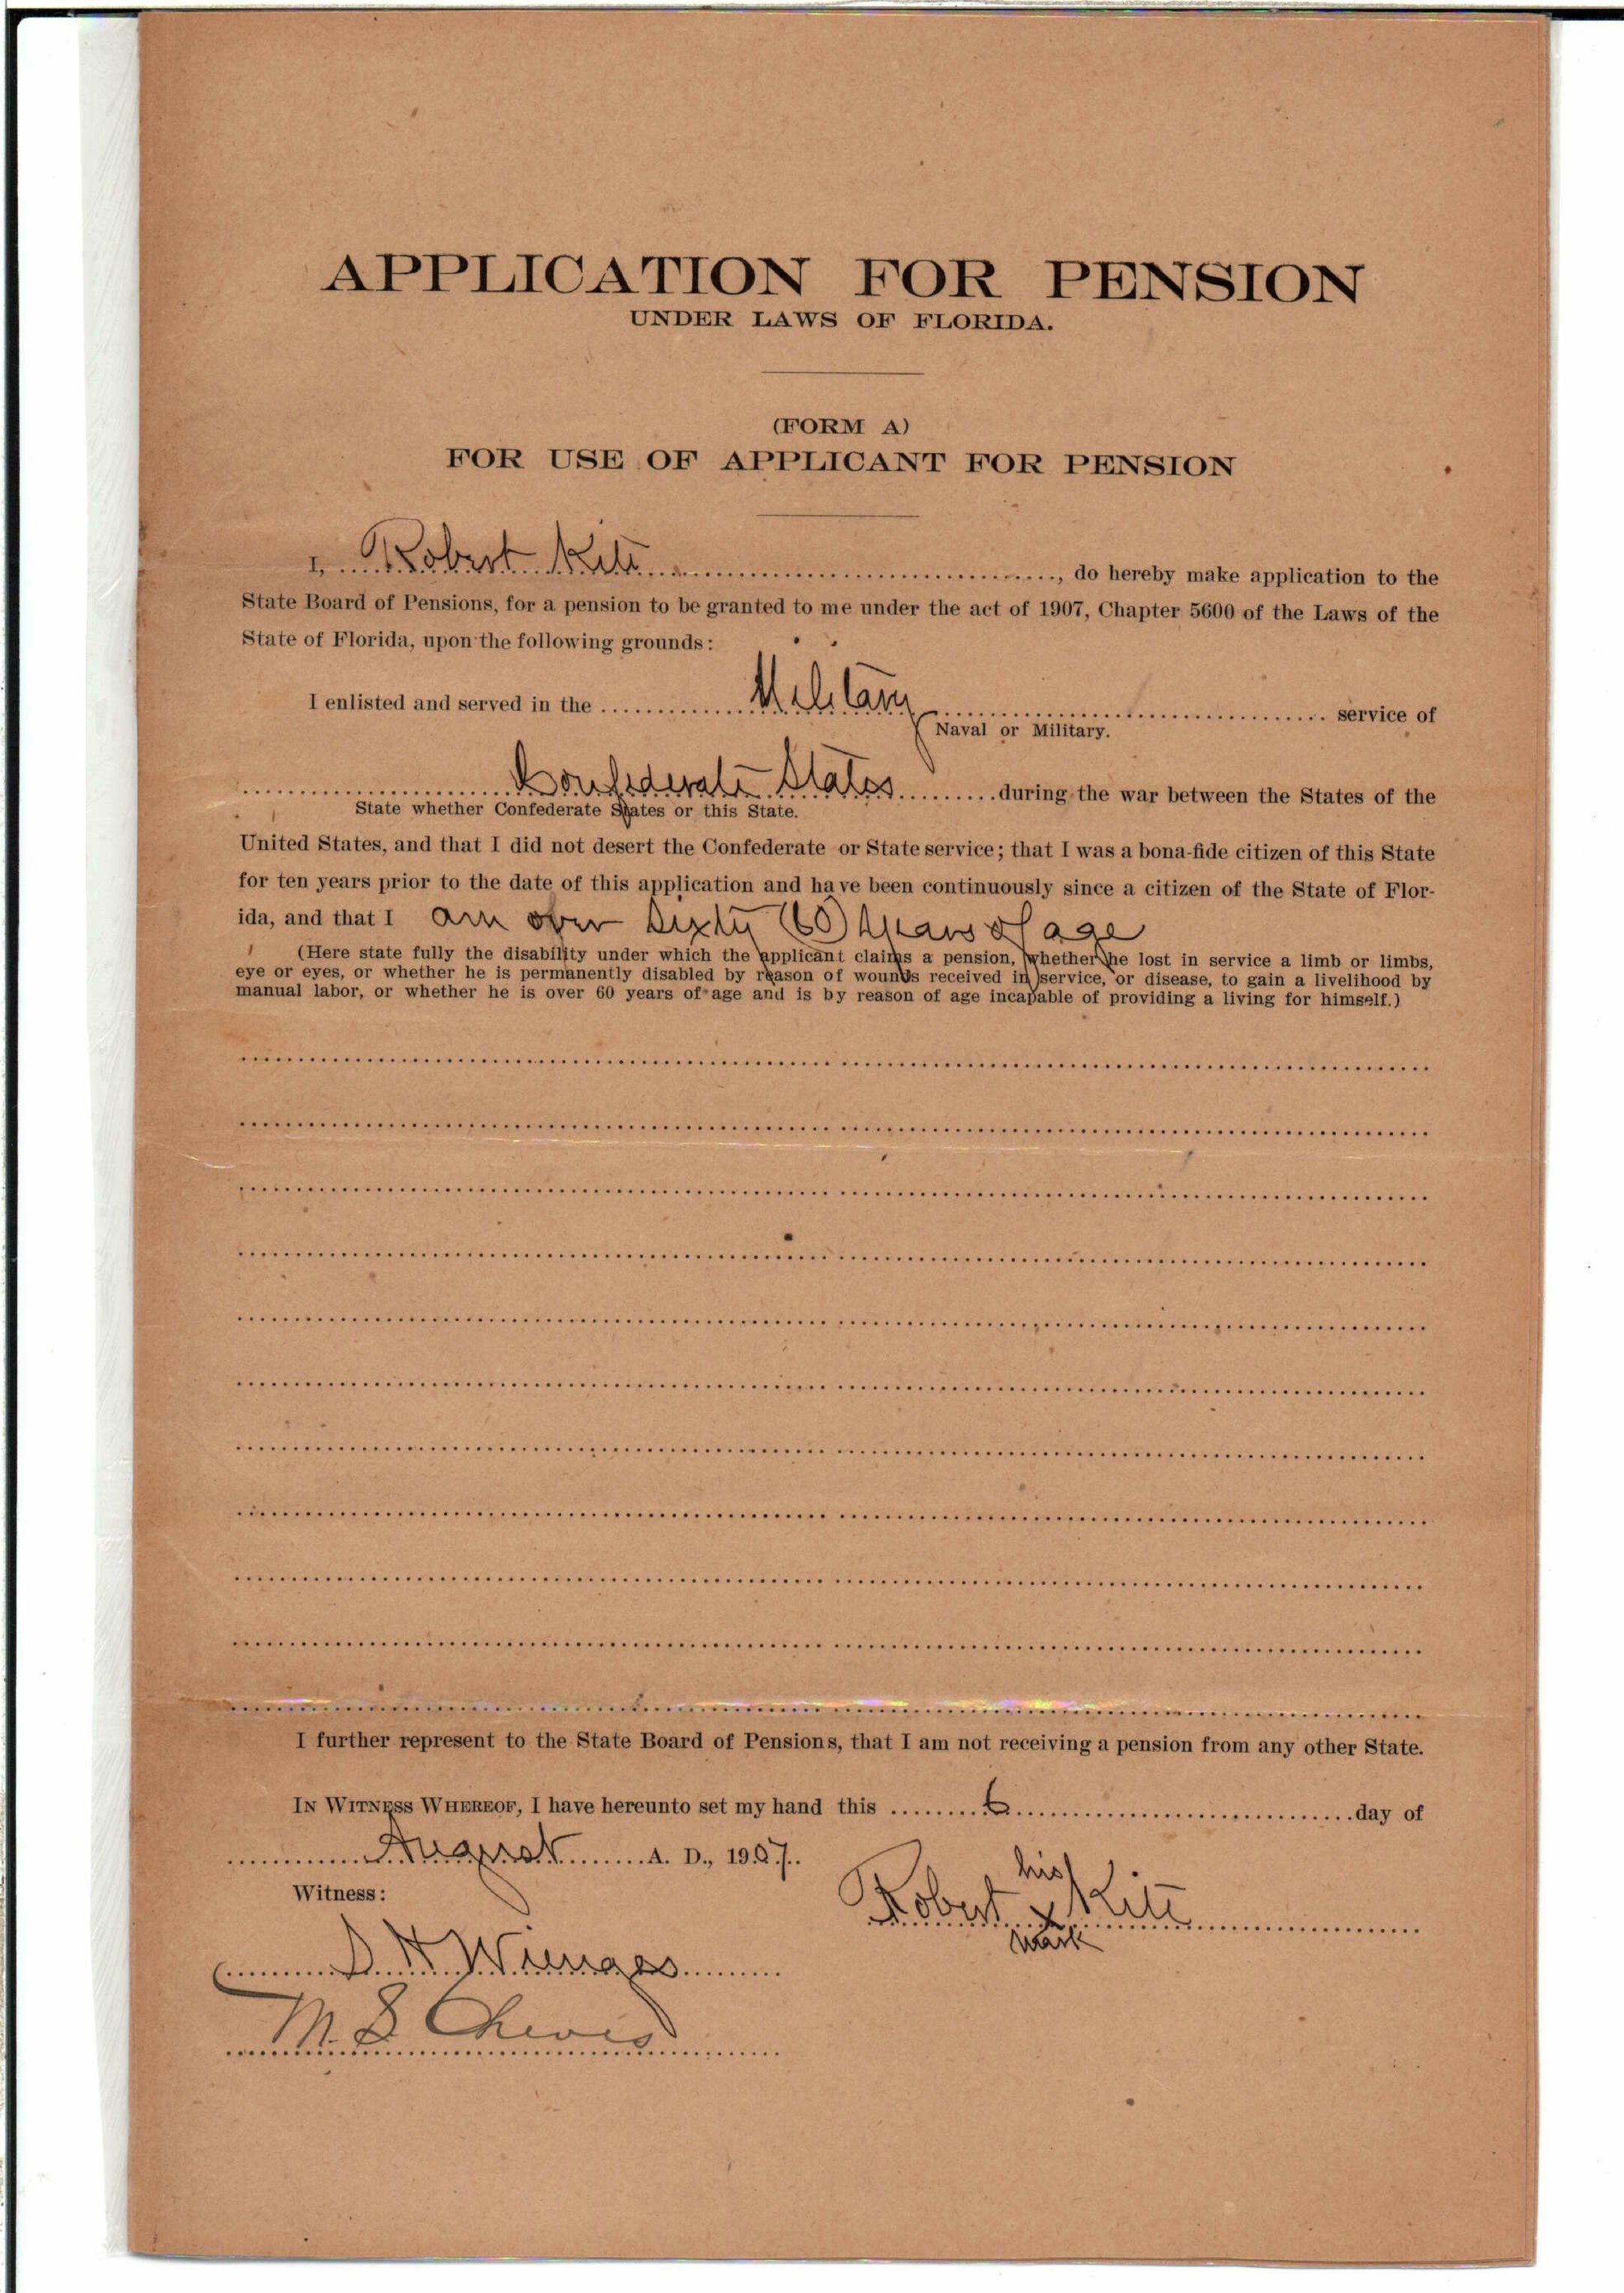 APPLICATION FOR PENSION
UNDER LAWS OF FLORIDA.
(FORM A)
FOR USE OF APPLICANT FOR PENSION
I, Robert Kite, do hereby make application to the
State Board of Pensions, for a pension to be granted to me under the act of 1907, Chapter 5600 of the Laws of the
State of Florida, upon the following grounds:
I enlisted and served in the Military service of
Naval or Military.
Confederate States during the war between the States of the
State whether Confederate States or this State.
United States, and that I did not desert the Confederate or State service; that I was a bona-fide citizen of this State
for ten years prior to the date of this application and have been continuously since a citizen of the State of Flor-
ida, and that I am over sixty (60) years of age
(Here state fully the disability under which the applicant claims a pension, whether he lost in service a limb or limbs,
eye or eyes, or whether he is permanently disabled by reason of wounds received in service, or disease, to gain a livelihood by
manual labor, or whether he is over 60 years of age and is by reason of age incapable of providing a living for himself.)
I further represent to the State Board of Pensions, that I am not receiving a pension from any other State.
IN WITNESS WHEREOF, I have hereunto set my hand this 6 day of
August A. D., 1907.
his
Witness:
Robert x Kite
mark
S. H. Wienges
M. S. Cheves